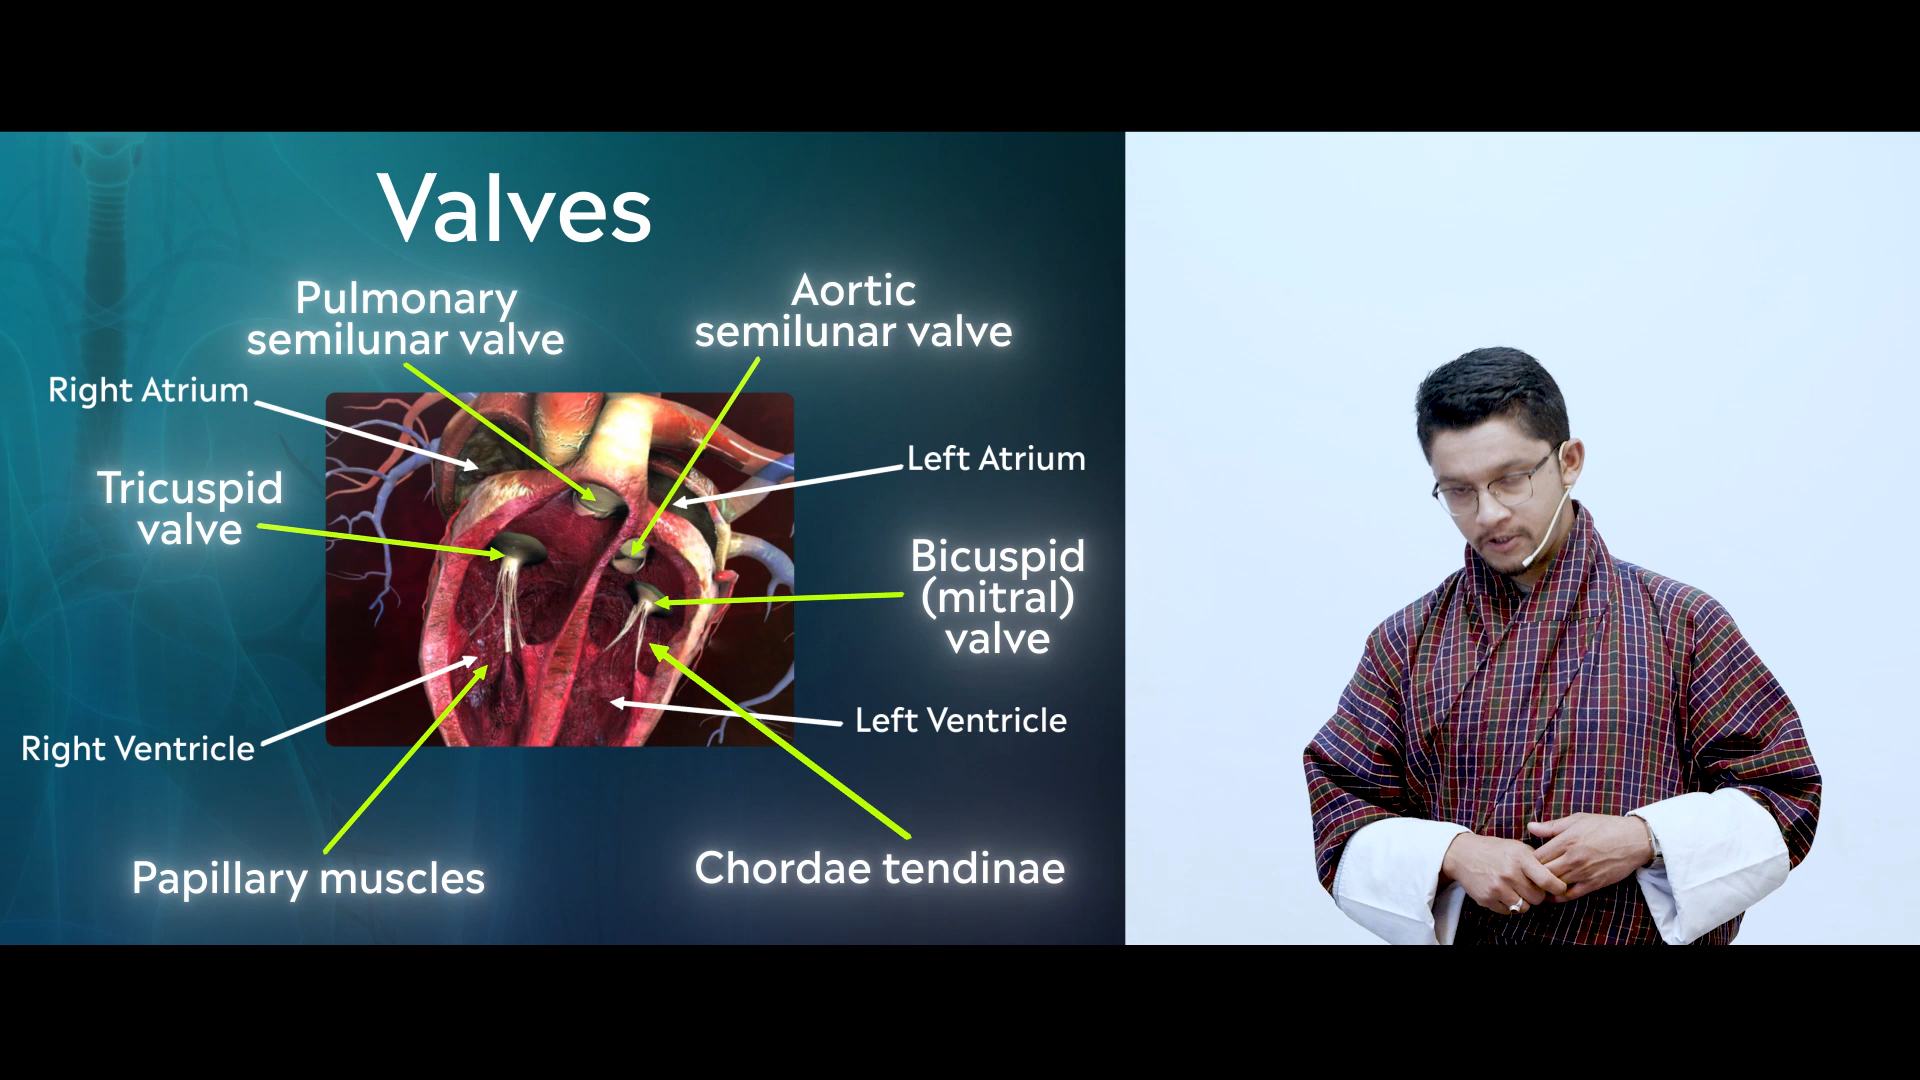 Valves
Pulmonary
semilunar valve
Aortic
semilunar valve
Right Atrium
Left Atrium
Tricuspid
valve
Bicuspid
(mitral)
valve
Right Ventricle
Left Ventricle
Papillary muscles
Chordae tendinae